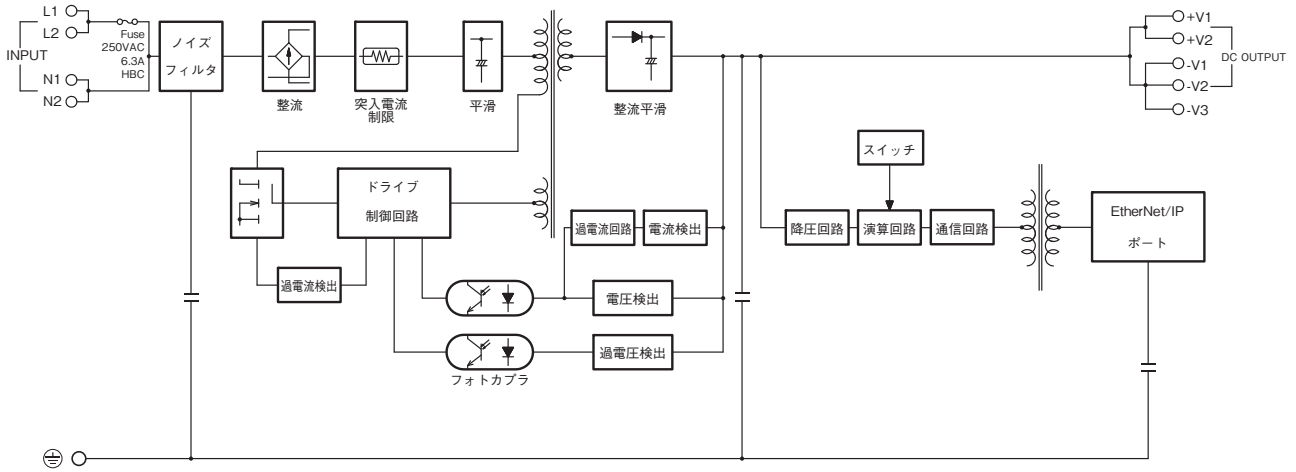 L1
L2
INPUT
N1
N2
Fuse
250VAC
6.3A
HBC
ノイズ
フィルタ
整流
突入電流
制限
平滑
整流平滑
+V1
+V2
DC OUTPUT
-V1
-V2
-V3
スイッチ
ドライブ
制御回路
過電流回路
電流検出
降圧回路
演算回路
通信回路
EtherNet/IP
ポート
過電流検出
電圧検出
過電圧検出
フォトカプラ